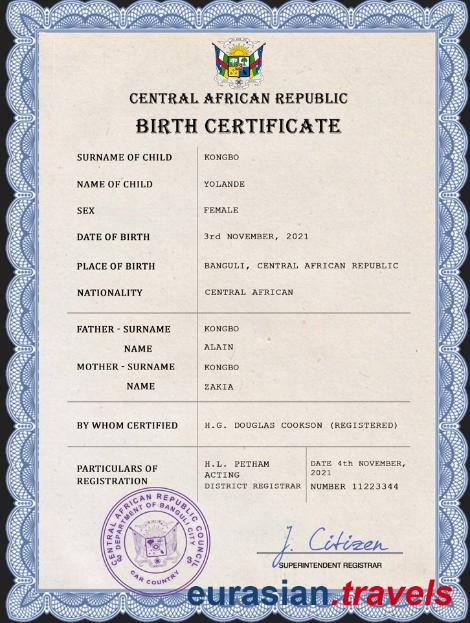 CENTRAL AFRICAN REPUBLIC
BIRTH CERTIFICATE
SURNAME OF CHILD KONGBO
NAME OF CHILD YOLANDE
SEX FEMALE
DATE OF BIRTH 3rd NOVEMBER, 2021
PLACE OF BIRTH BANGULI, CENTRAL AFRICAN REPUBLIC
NATIONALITY CENTRAL AFRICAN
FATHER - SURNAME KONGBO
NAME ALAIN
MOTHER - SURNAME KONGBO
NAME ZAKIA
BY WHOM CERTIFIED H.G. DOUGLAS COOKSON (REGISTERED)
PARTICULARS OF REGISTRATION
H.L. PETHAM
ACTING
DISTRICT REGISTRAR
DATE 4th NOVEMBER,
2021
NUMBER 11223344
CENTRAL AFRICAN REPUBLIC COUNCIL
DEPARTMENT OF BANGULI CITY
CAR COUNTRY
J. Citizen
SUPERINTENDENT REGISTRAR
eurasian.travels